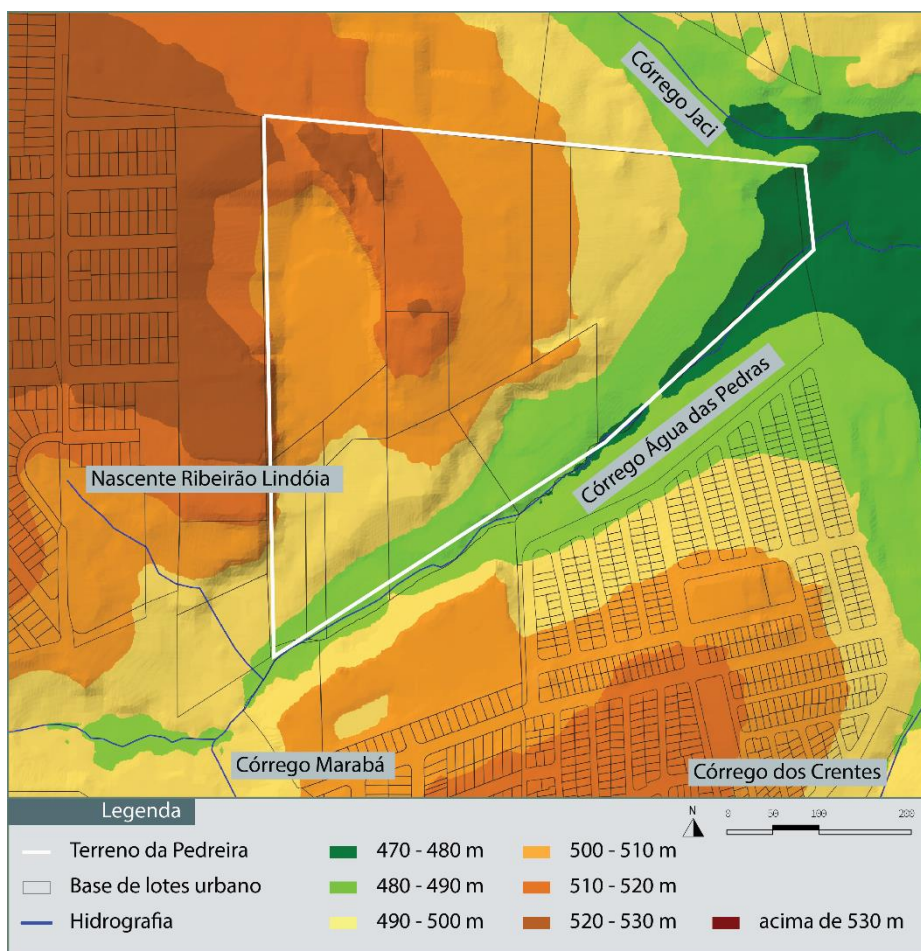 Córrego Jaci
Córrego Água das Pedras
Nascente Ribeirão Lindóia
Córrego Marabá
Córrego dos Crentes
Legenda
N
0 50 100 200
Terreno da Pedreira
Base de lotes urbano
Hidrografia
470 - 480 m
480 - 490 m
490 - 500 m
500 - 510 m
510 - 520 m
520 - 530 m
acima de 530 m